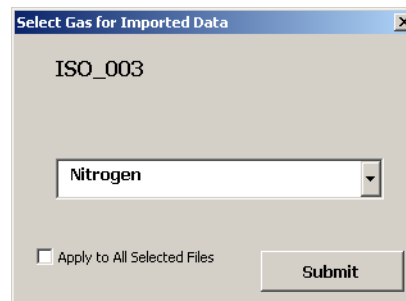 Select Gas for Imported Data
ISO_003
Nitrogen
Apply to All Selected Files
Submit